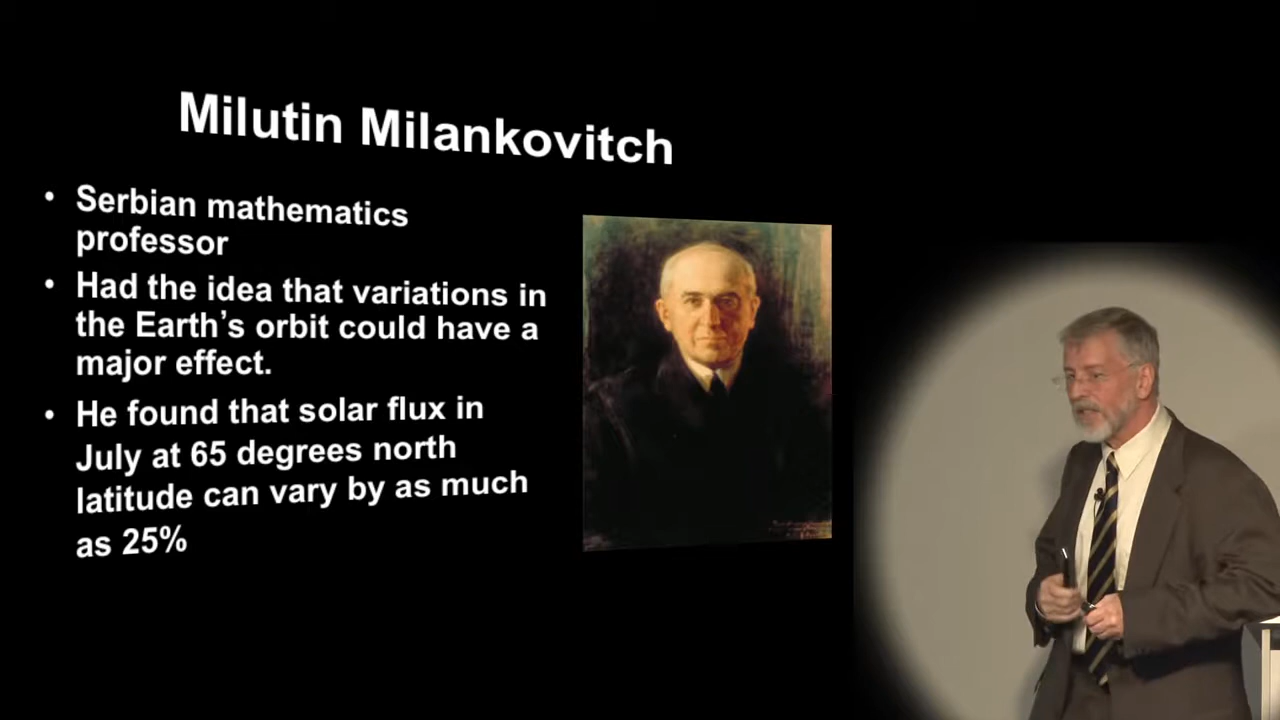 Milutin Milankovitch
• Serbian mathematics
professor
• Had the idea that variations in
the Earth’s orbit could have a
major effect.
• He found that solar flux in
July at 65 degrees north
latitude can vary by as much
as 25%